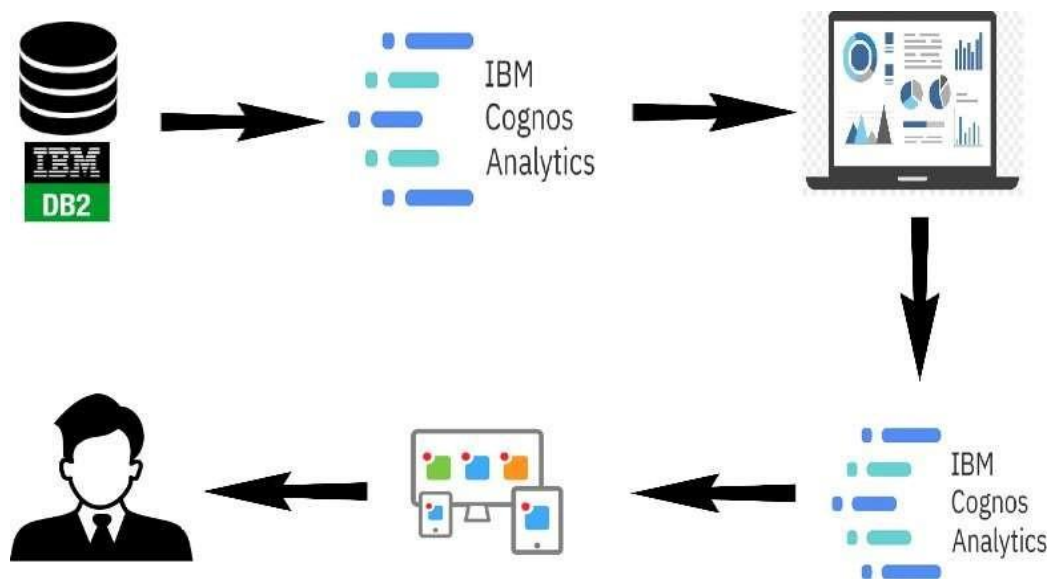 IBM
DB2
IBM
Cognos
Analytics
IBM
Cognos
Analytics